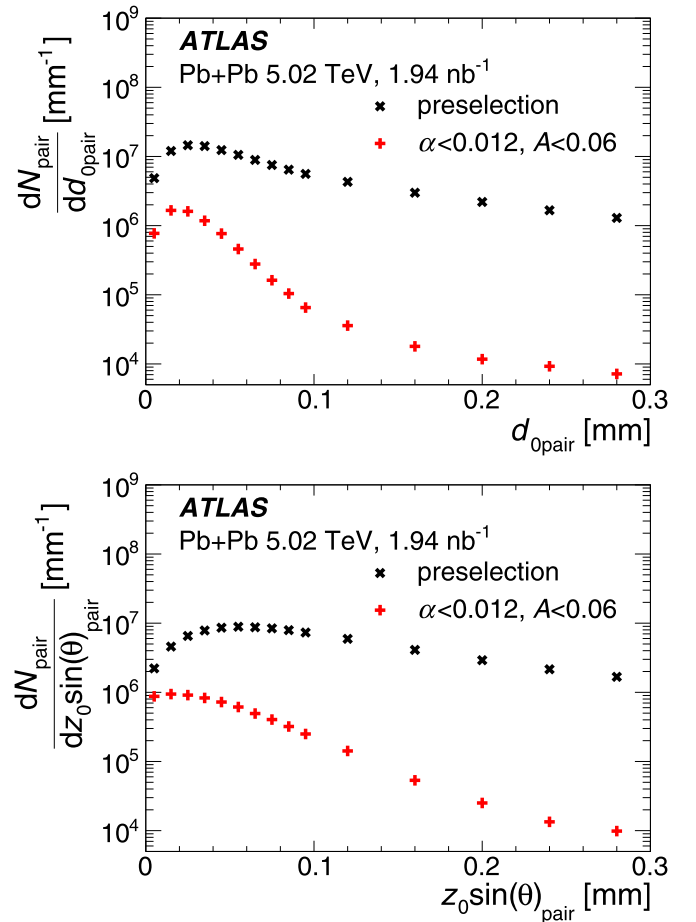 10⁹
ATLAS
Pb+Pb 5.02 TeV, 1.94 nb⁻¹
10⁸
preselection
10⁷
α<0.012, A<0.06
dN_pair / dd_0pair [mm⁻¹]
10⁶
10⁵
10⁴
0 0.1 0.2 0.3
d_0pair [mm]
10⁹
ATLAS
Pb+Pb 5.02 TeV, 1.94 nb⁻¹
10⁸
preselection
10⁷
α<0.012, A<0.06
dN_pair / dz₀sin(θ)_pair [mm⁻¹]
10⁶
10⁵
10⁴
0 0.1 0.2 0.3
z₀sin(θ)_pair [mm]